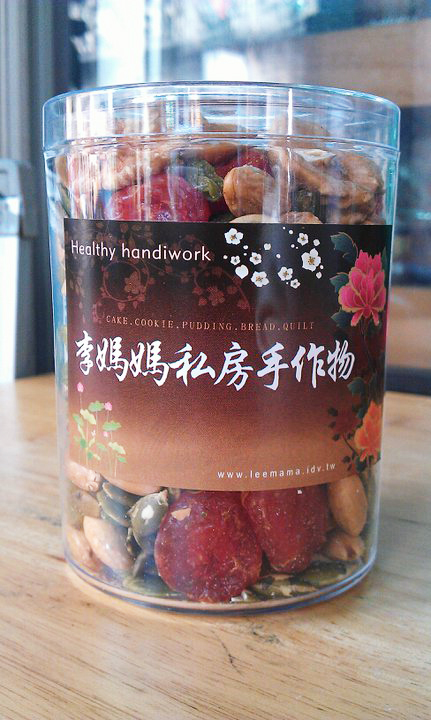 Healthy handiwork
CAKE.COOKIE.PUDDING.BREAD.QUILT
李媽媽私房手作物
www.leemama.idv.tw